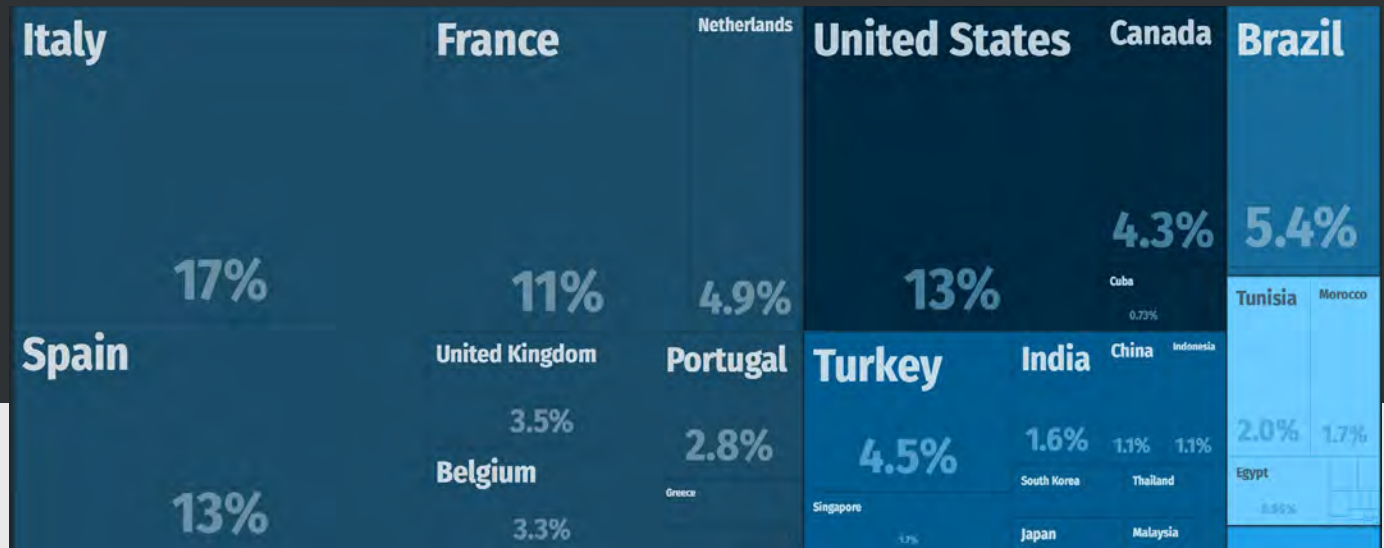 Italy
17%
Spain
13%
France
11%
Netherlands
4.9%
United Kingdom
3.5%
Belgium
3.3%
Portugal
2.8%
Greece
United States
13%
Canada
4.3%
Cuba
0.73%
Turkey
4.5%
Singapore
India
1.6%
China
1.1%
Indonesia
1.1%
South Korea
Thailand
Japan
Malaysia
Brazil
5.4%
Tunisia
2.0%
Morocco
1.7%
Egypt